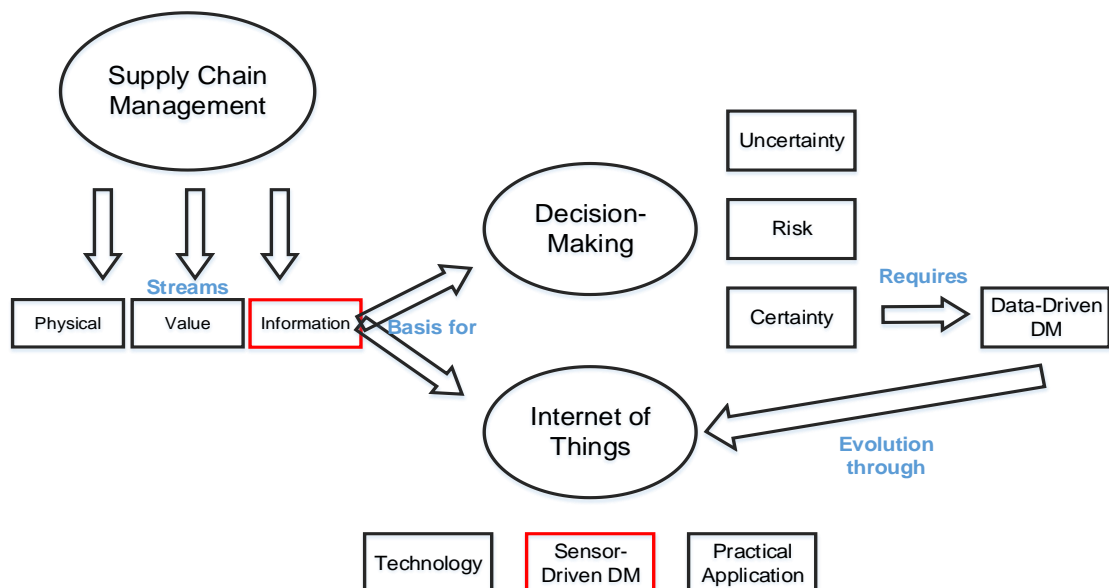 Supply Chain
Management
Uncertainty
Decision-
Making
Risk
Streams
Requires
Physical
Value
Information
Basis for
Certainty
Data-Driven
DM
Internet of
Things
Evolution
through
Technology
Sensor-
Driven DM
Practical
Application